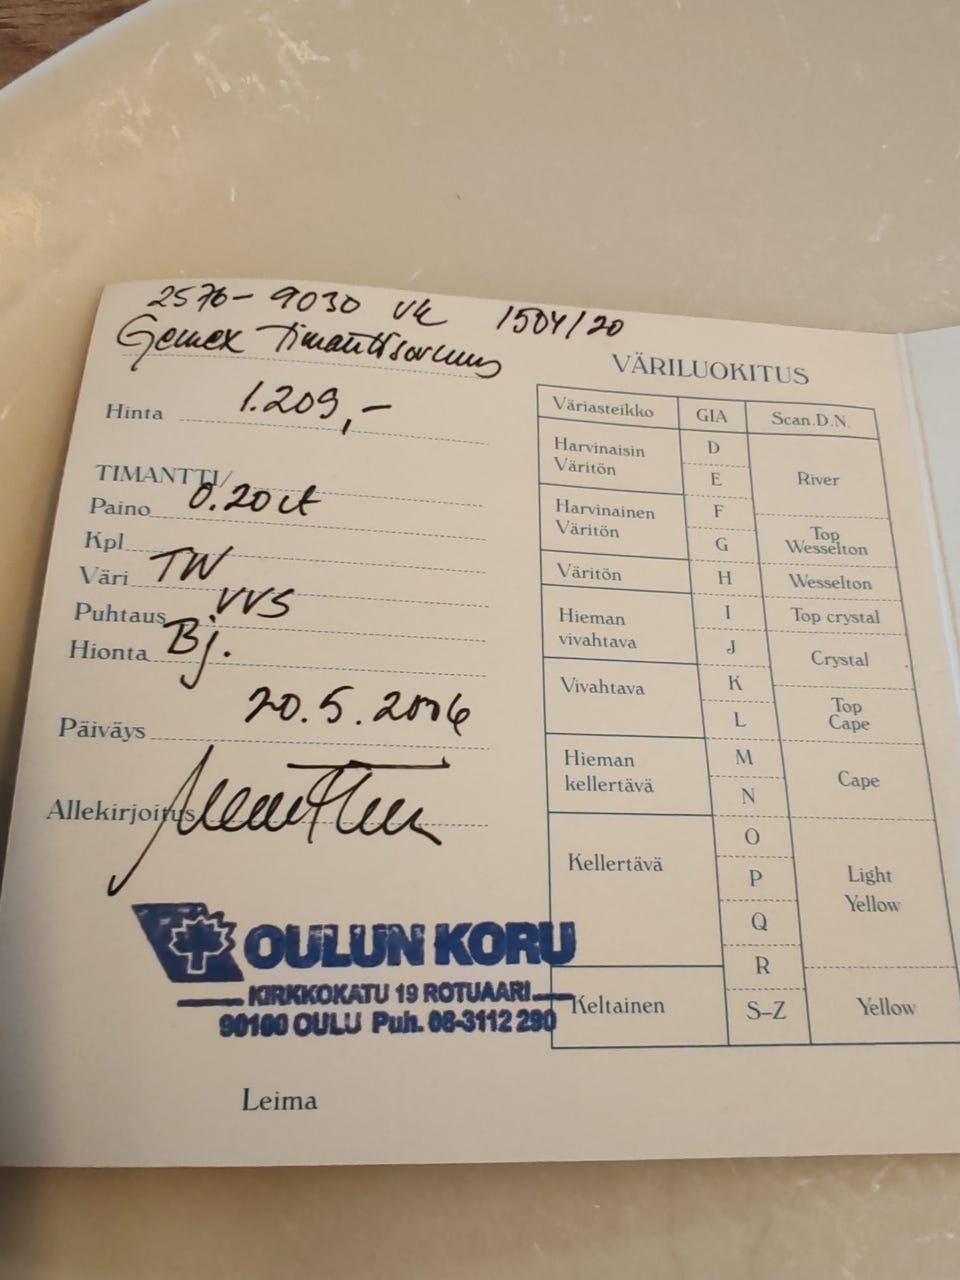 2576-9030 vk 1504/20
Gemex Timanttisormus
Hinta 1.209,-
TIMANTTI/
Paino 0.20 ct
Kpl
Väri TW
Puhtaus VVS
Hionta Bj.
Päiväys 20.5.2006
Allekirjoitus
OULUN KORU
KIRKKOKATU 19 ROTUAARI
90100 OULU Puh. 08-3112 290
Leima
VÄRILUOKITUS
Väriasteikko GIA Scan.D.N.
Harvinaisin Väritön D E River
Harvinainen Väritön F G Top Wesselton
Väritön H Wesselton
Hieman vivahtava I Top crystal
J Crystal
Vivahtava K L Top Cape
Hieman kellertävä M N Cape
Kellertävä O P Q R Light Yellow
Keltainen S–Z Yellow